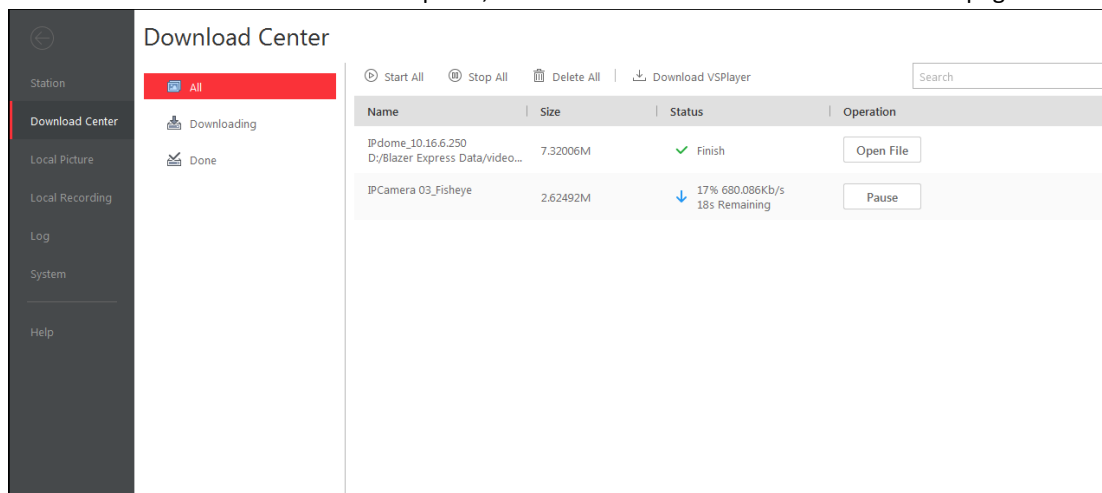 Download Center
Station
Download Center
Local Picture
Local Recording
Log
System
Help
All
Downloading
Done
Start All Stop All Delete All Download VSPlayer Search
Name Size Status Operation
IPdome_10.16.6.250
D:/Blazer Express Data/video... 7.32006M Finish Open File
IPCamera 03_Fisheye 2.62492M 17% 680.086Kb/s
18s Remaining Pause